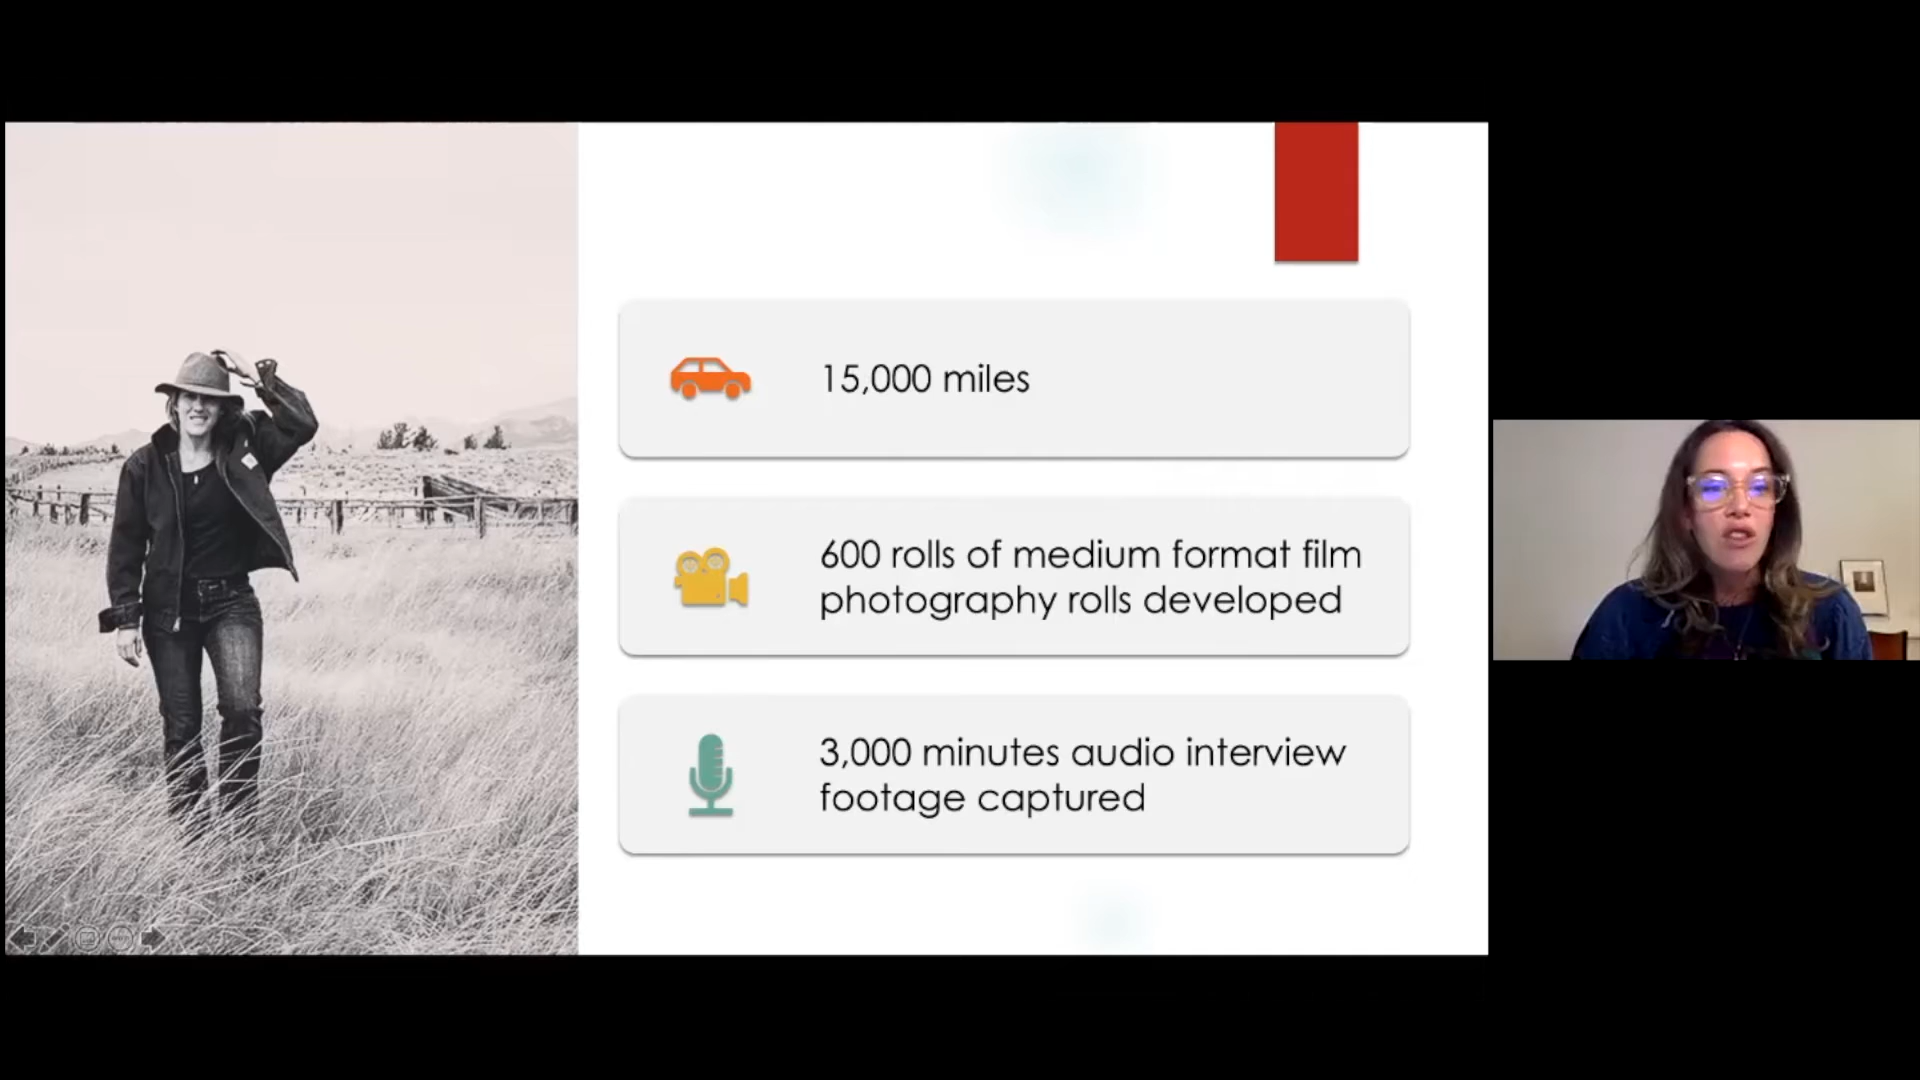 15,000 miles
600 rolls of medium format film
photography rolls developed
3,000 minutes audio interview
footage captured